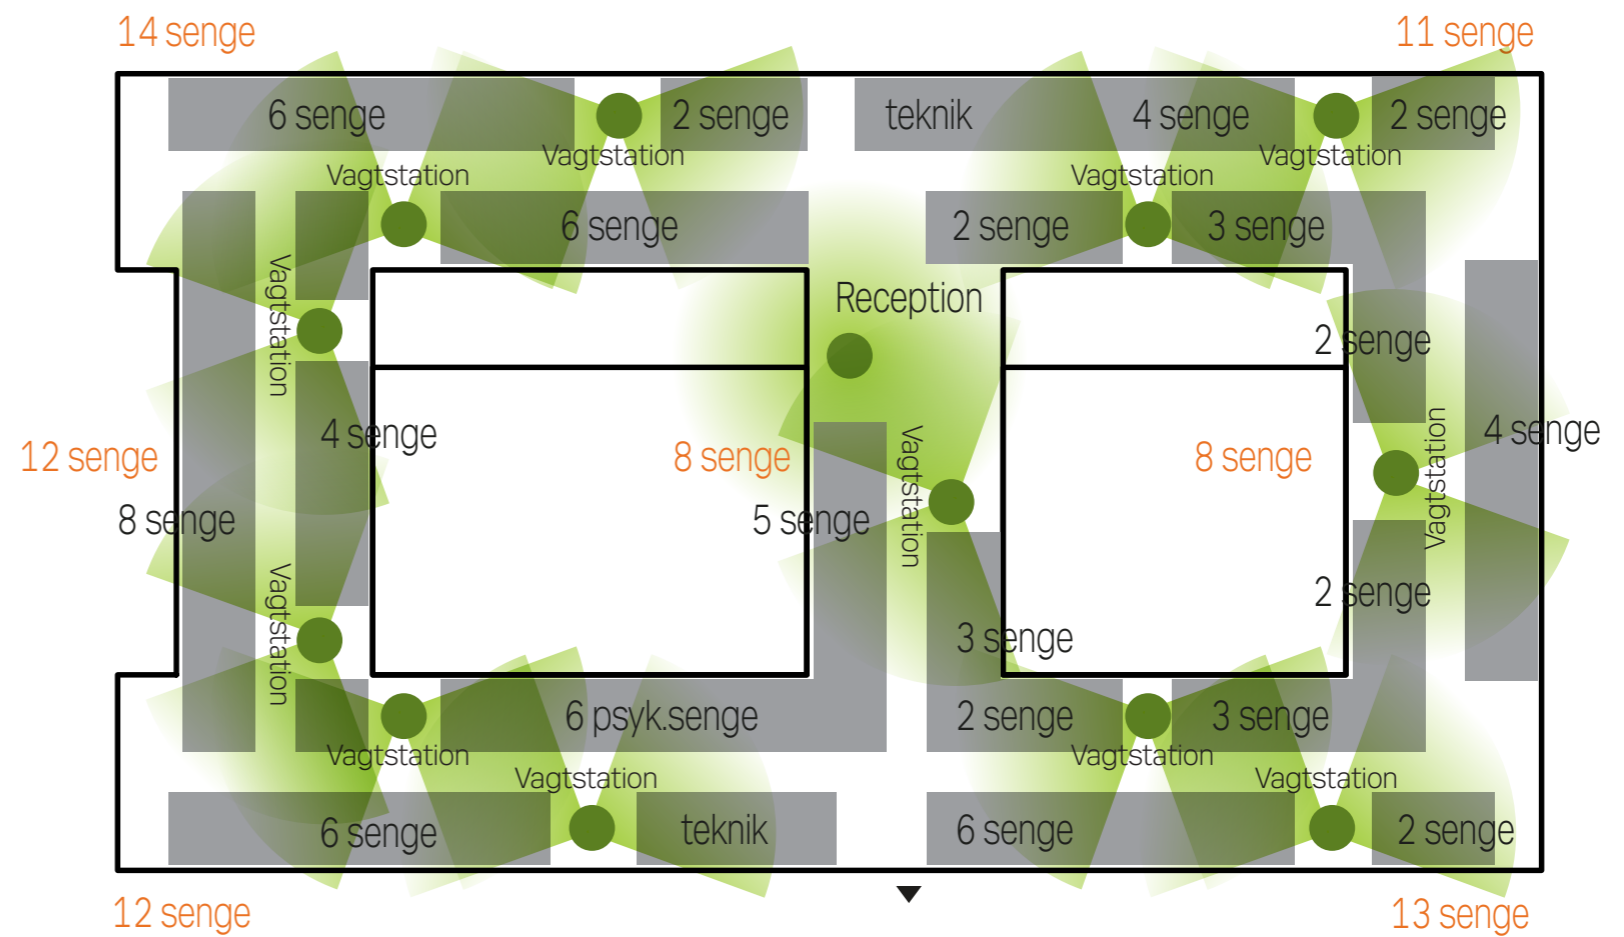 14 senge
11 senge
6 senge
2 senge
teknik
4 senge
2 senge
Vagtstation
Vagtstation
Vagtstation
Vagtstation
6 senge
2 senge
3 senge
Vagtstation
Reception
2 senge
4 senge
12 senge
8 senge
8 senge
4 senge
8 senge
5 senge
Vagtstation
Vagtstation
2 senge
Vagtstation
3 senge
6 psyk.senge
2 senge
3 senge
Vagtstation
Vagtstation
Vagtstation
Vagtstation
6 senge
teknik
6 senge
2 senge
12 senge
13 senge